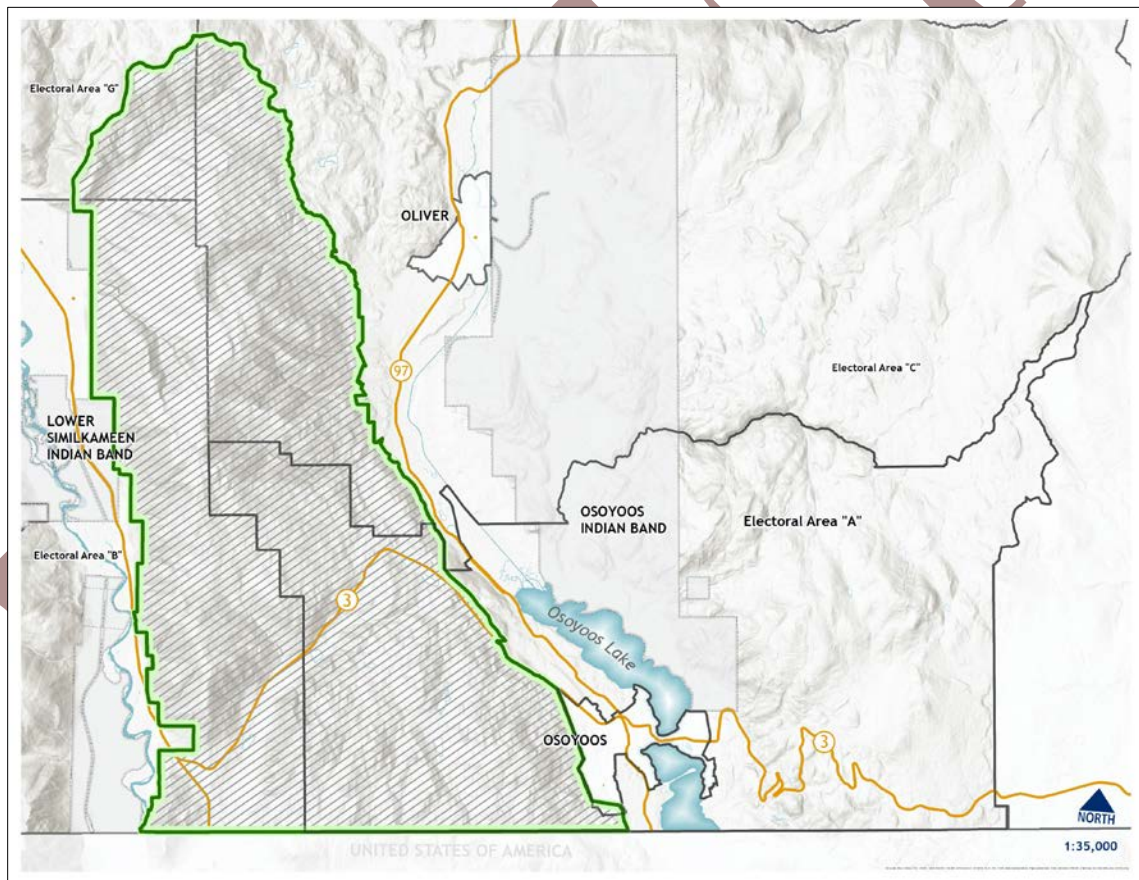 Electoral Area "G"
OLIVER
97
Electoral Area "C"
LOWER
SIMILKAMEEN
INDIAN BAND
OSOYOOS
INDIAN BAND
Electoral Area "A"
Electoral Area "B"
3
Osoyoos Lake
OSOYOOS
3
NORTH
UNITED STATES OF AMERICA
1:35,000